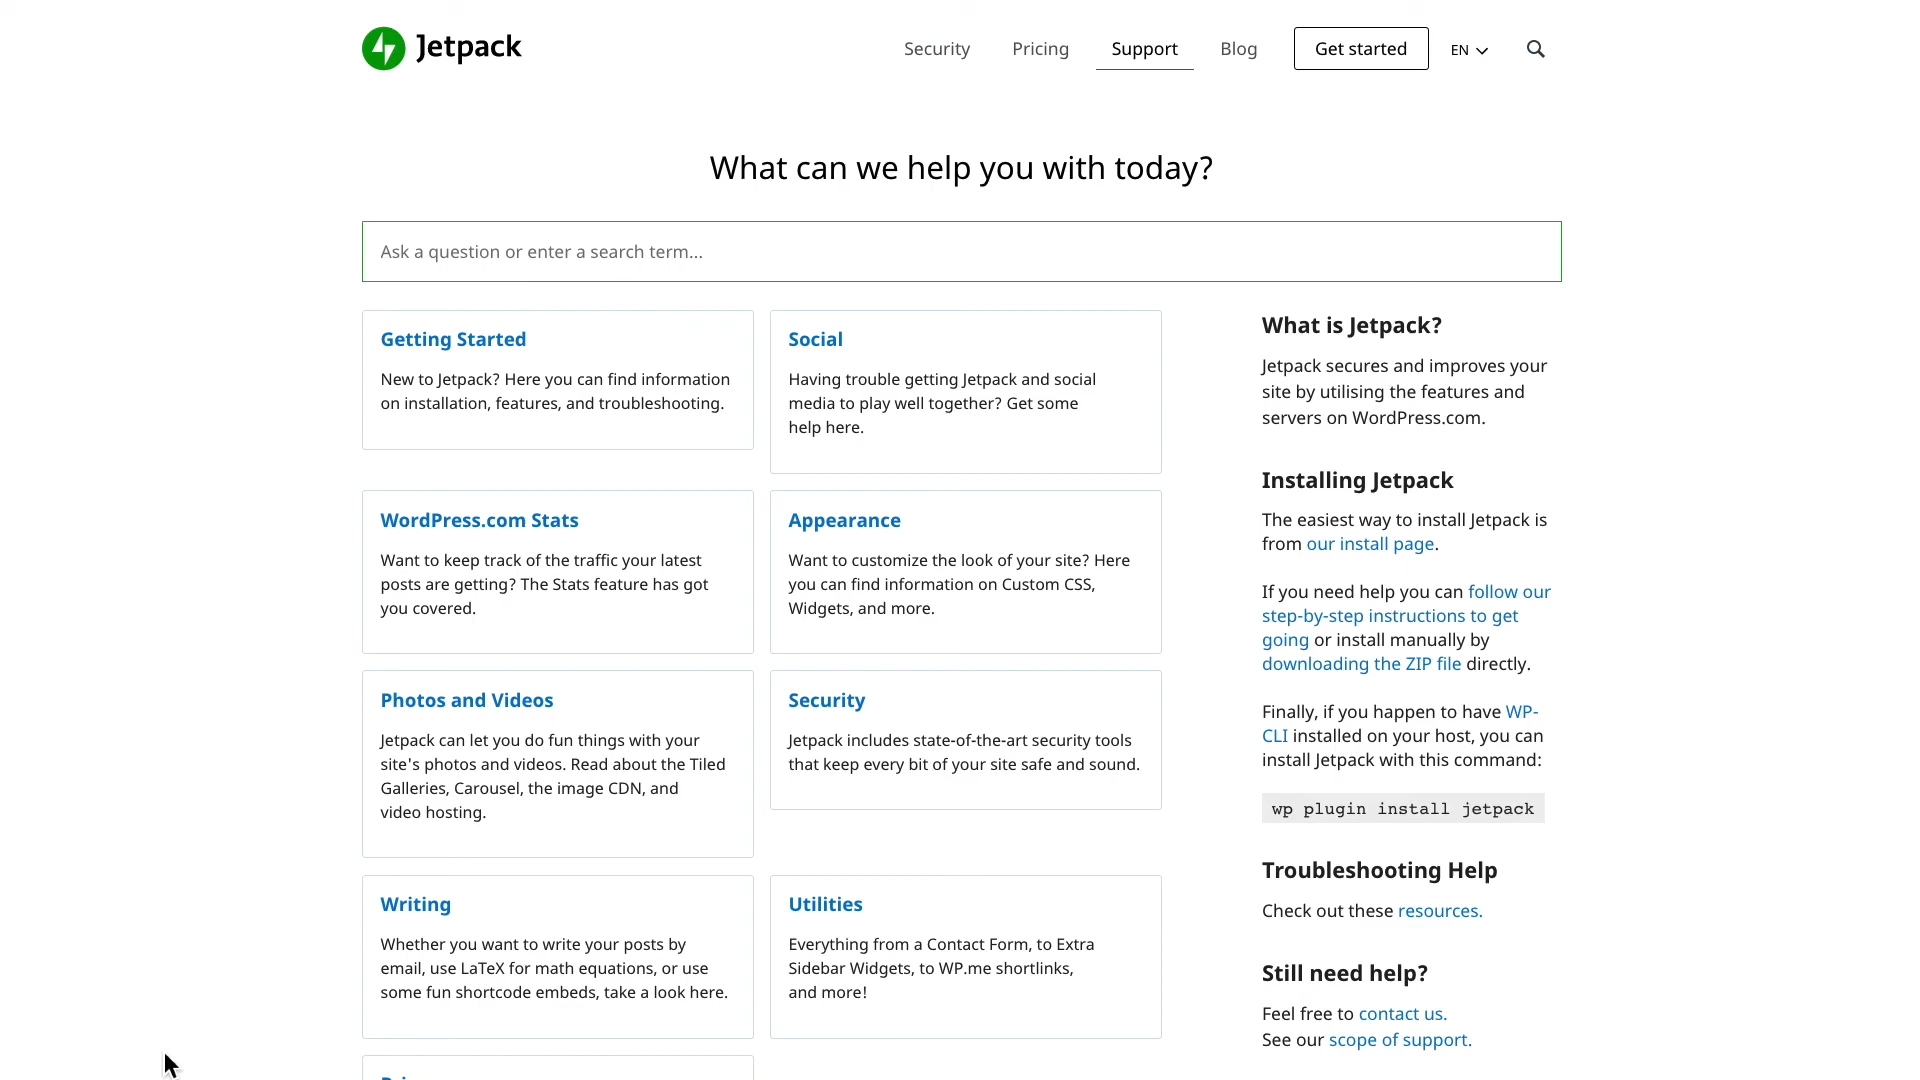 Jetpack
Security
Pricing
Support
Blog
Get started
EN
What can we help you with today?
Ask a question or enter a search term...
Getting Started
New to Jetpack? Here you can find information
on installation, features, and troubleshooting.
Social
Having trouble getting Jetpack and social
media to play well together? Get some
help here.
WordPress.com Stats
Want to keep track of the traffic your latest
posts are getting? The Stats feature has got
you covered.
Appearance
Want to customize the look of your site? Here
you can find information on Custom CSS,
Widgets, and more.
Photos and Videos
Jetpack can let you do fun things with your
site's photos and videos. Read about the Tiled
Galleries, Carousel, the image CDN, and
video hosting.
Security
Jetpack includes state-of-the-art security tools
that keep every bit of your site safe and sound.
Writing
Whether you want to write your posts by
email, use LaTeX for math equations, or use
some fun shortcode embeds, take a look here.
Utilities
Everything from a Contact Form, to Extra
Sidebar Widgets, to WP.me shortlinks,
and more!
What is Jetpack?
Jetpack secures and improves your
site by utilising the features and
servers on WordPress.com.
Installing Jetpack
The easiest way to install Jetpack is
from our install page.
If you need help you can follow our
step-by-step instructions to get
going or install manually by
downloading the ZIP file directly.
Finally, if you happen to have WP-
CLI installed on your host, you can
install Jetpack with this command:
wp plugin install jetpack
Troubleshooting Help
Check out these resources.
Still need help?
Feel free to contact us.
See our scope of support.